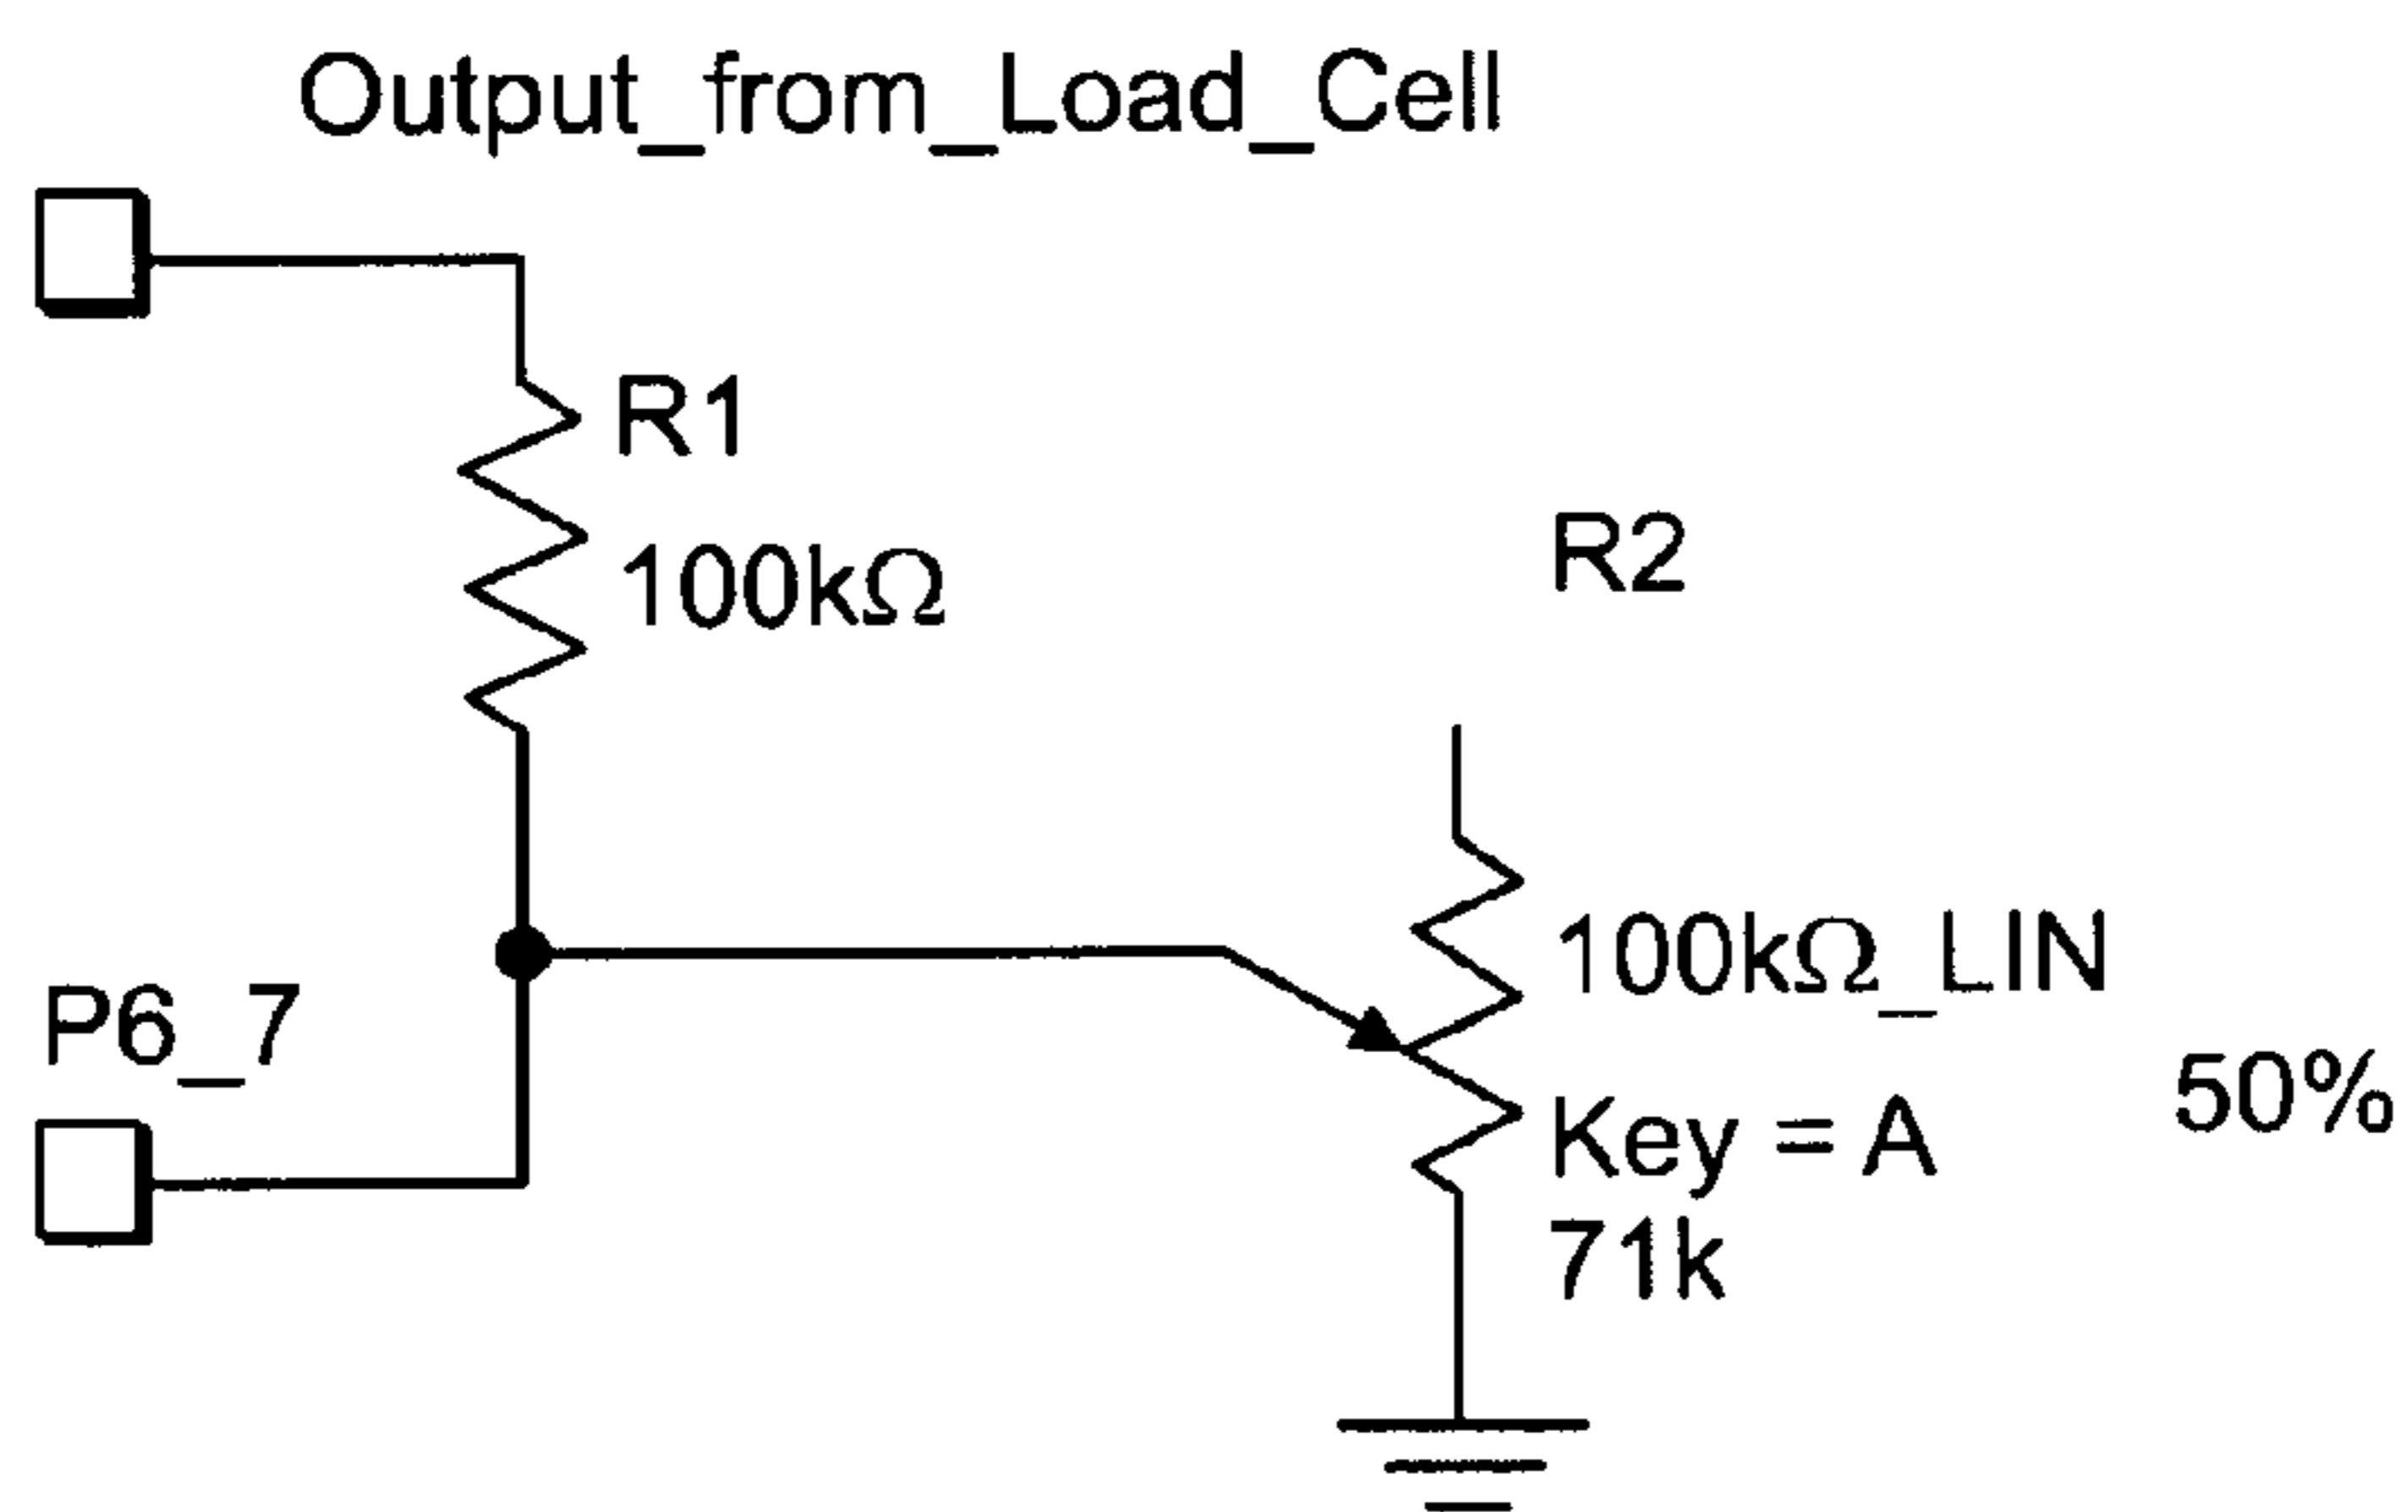 Output_from_Load_Cell
R1
100kΩ
R2
100kΩ_LIN
P6_7
50%
Key = A
71k